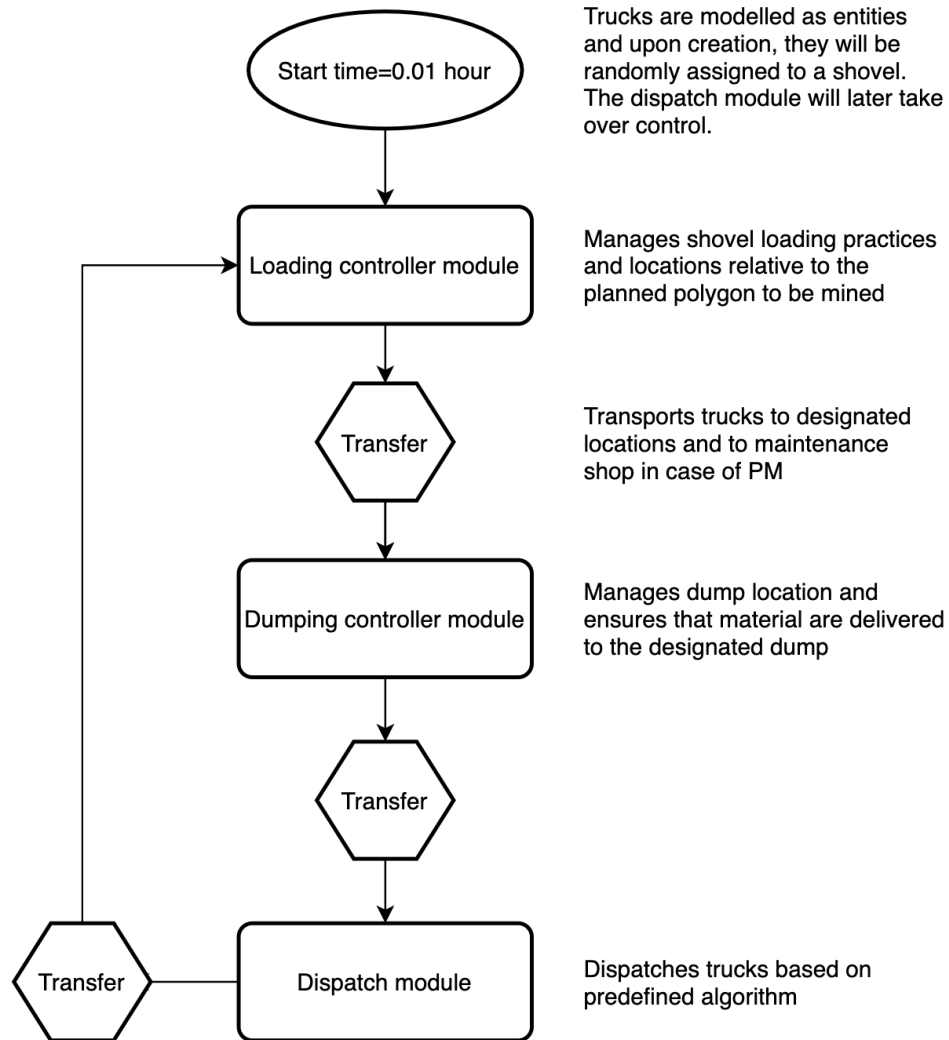 Start time=0.01 hour
Trucks are modelled as entities
and upon creation, they will be
randomly assigned to a shovel.
The dispatch module will later take
over control.
Loading controller module
Manages shovel loading practices
and locations relative to the
planned polygon to be mined
Transfer
Transports trucks to designated
locations and to maintenance
shop in case of PM
Dumping controller module
Manages dump location and
ensures that material are delivered
to the designated dump
Transfer
Transfer
Dispatch module
Dispatches trucks based on
predefined algorithm